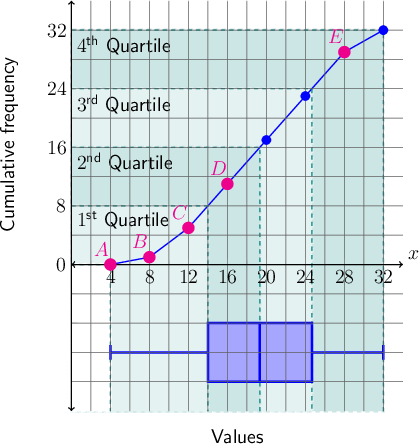 Cumulative frequency
32
4th Quartile
E
24
3rd Quartile
16
2nd Quartile
D
8
1st Quartile
C
B
A
x
0
4 8 12 16 20 24 28 32
Values